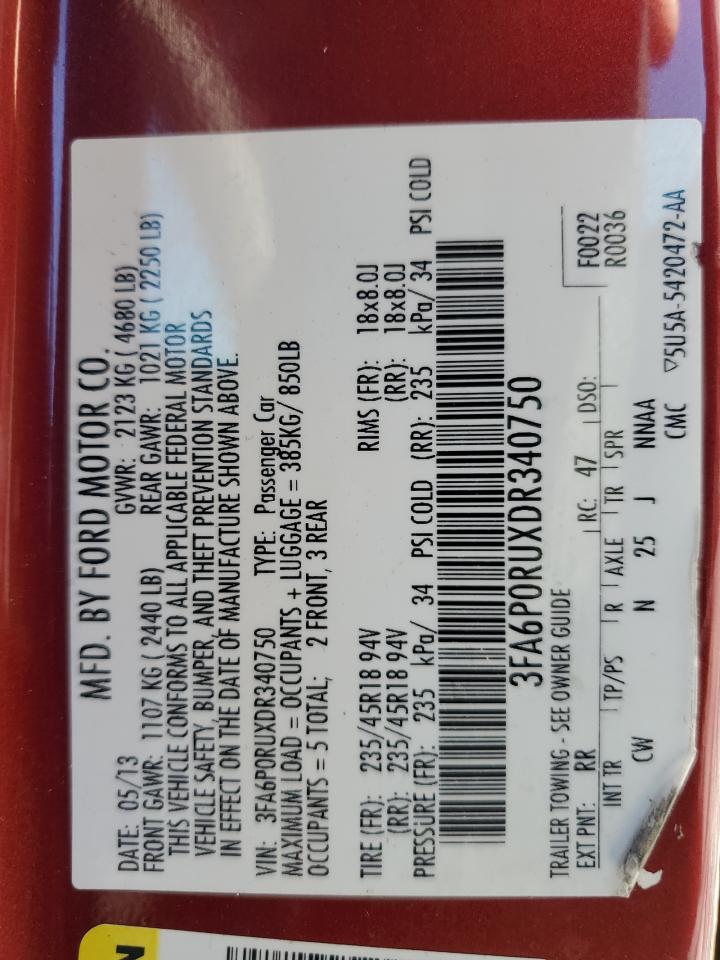 MFD. BY FORD MOTOR CO.
DATE: 05/13 GVWR: 2123 KG ( 4680 LB)
FRONT GAWR: 1107 KG ( 2440 LB) REAR GAWR: 1021 KG ( 2250 LB)
THIS VEHICLE CONFORMS TO ALL APPLICABLE FEDERAL MOTOR
VEHICLE SAFETY, BUMPER, AND THEFT PREVENTION STANDARDS
IN EFFECT ON THE DATE OF MANUFACTURE SHOWN ABOVE.
VIN: 3FA6P0RUXDR340750 TYPE: Passenger Car
MAXIMUM LOAD = OCCUPANTS + LUGGAGE = 385KG/ 850LB
OCCUPANTS = 5 TOTAL; 2 FRONT, 3 REAR
TIRE (FR): 235/45R18 94V RIMS (FR): 18x8.0J
(RR): 235/45R18 94V (RR): 18x8.0J
PRESSURE (FR): 235 kPa/ 34 PSI COLD (RR): 235 kPa/ 34 PSI COLD
3FA6P0RUXDR340750
TRAILER TOWING - SEE OWNER GUIDE F0022
EXT PNT: RR RC: 47 DSO: R0036
INT TR TP/PS R AXLE TR SPR
CW N 25 J NNAA
CMC ▽5U5A-5420472-AA
N